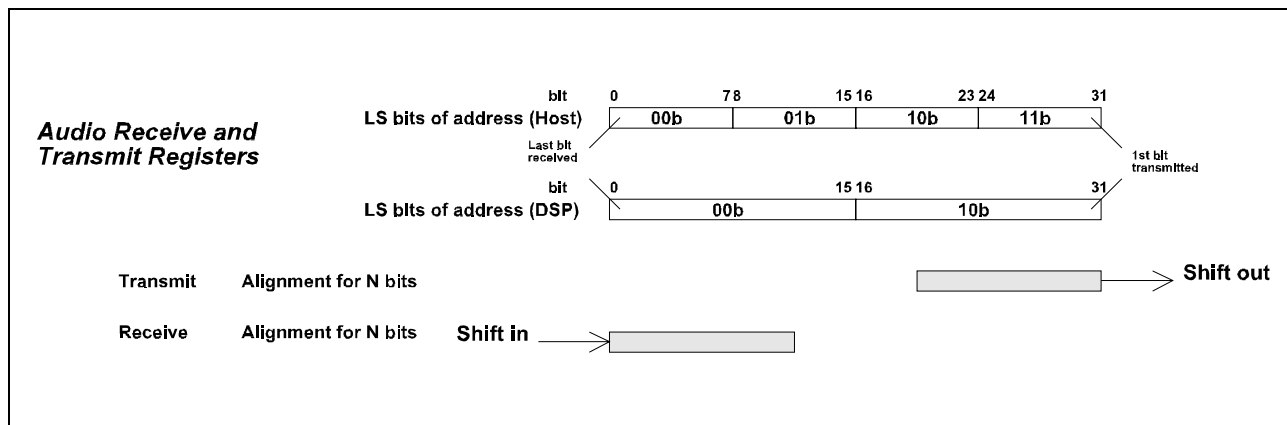 bit 0 7 8 15 16 23 24 31
LS bits of address (Host) 00b 01b 10b 11b
Audio Receive and
Transmit Registers
Last bit
received
1st bit
transmitted
bit 0 15 16 31
LS bits of address (DSP) 00b 10b
Transmit Alignment for N bits Shift out
Receive Alignment for N bits Shift in